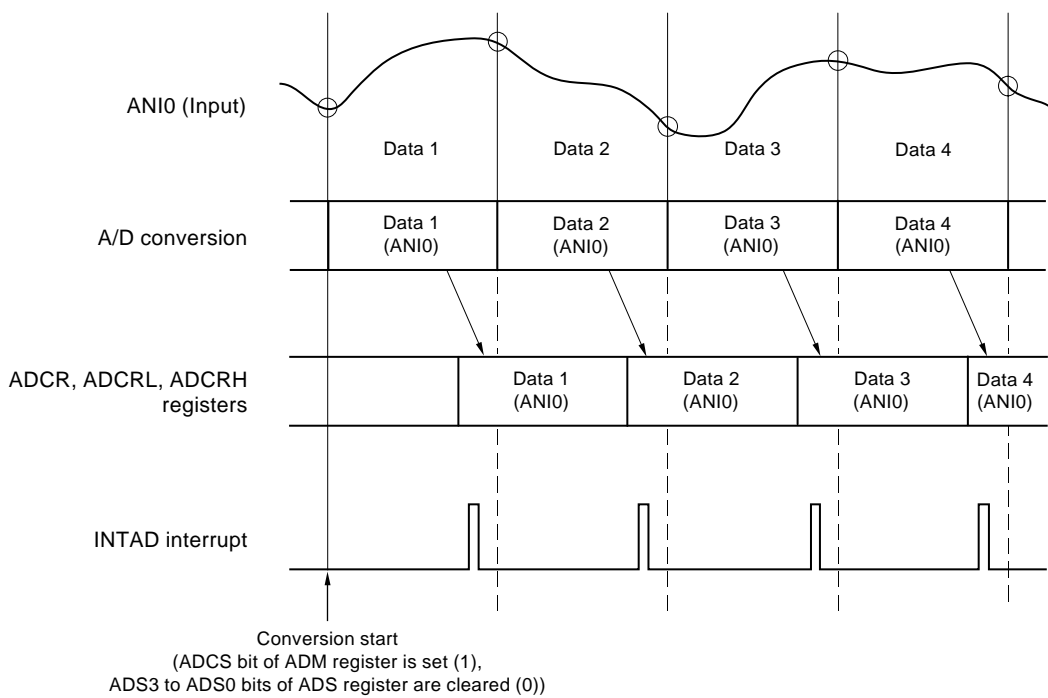 ANI0 (Input)
Data 1
Data 2
Data 3
Data 4
A/D conversion
Data 1
(ANI0)
Data 2
(ANI0)
Data 3
(ANI0)
Data 4
(ANI0)
ADCR, ADCRL, ADCRH
registers
Data 1
(ANI0)
Data 2
(ANI0)
Data 3
(ANI0)
Data 4
(ANI0)
INTAD interrupt
Conversion start
(ADCS bit of ADM register is set (1),
ADS3 to ADS0 bits of ADS register are cleared (0))